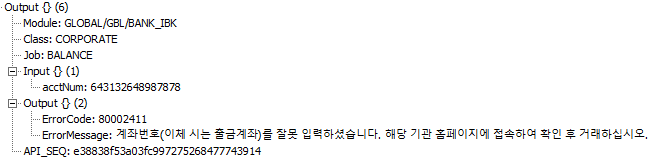 Output {} (6)
Module: GLOBAL/GBL/BANK_IBK
Class: CORPORATE
Job: BALANCE
Input {} (1)
acctNum: 643132648987878
Output {} (2)
ErrorCode: 80002411
ErrorMessage: 계좌번호(이체 시는 출금계좌)를 잘못 입력하셨습니다. 해당 기관 홈페이지에 접속하여 확인 후 거래하십시오.
API_SEQ: e38838f53a03fc997275268477743914